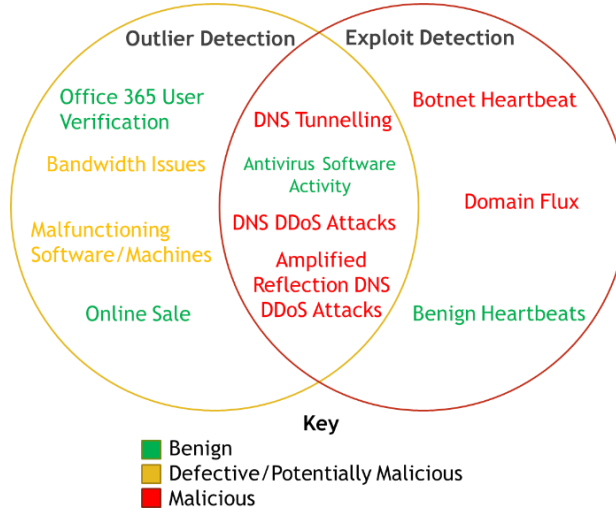 Outlier Detection
Exploit Detection
Office 365 User
Verification
Bandwidth Issues
Malfunctioning
Software/Machines
Online Sale
DNS Tunnelling
Antivirus Software
Activity
DNS DDoS Attacks
Amplified
Reflection DNS
DDoS Attacks
Botnet Heartbeat
Domain Flux
Benign Heartbeats
Key
Benign
Defective/Potentially Malicious
Malicious